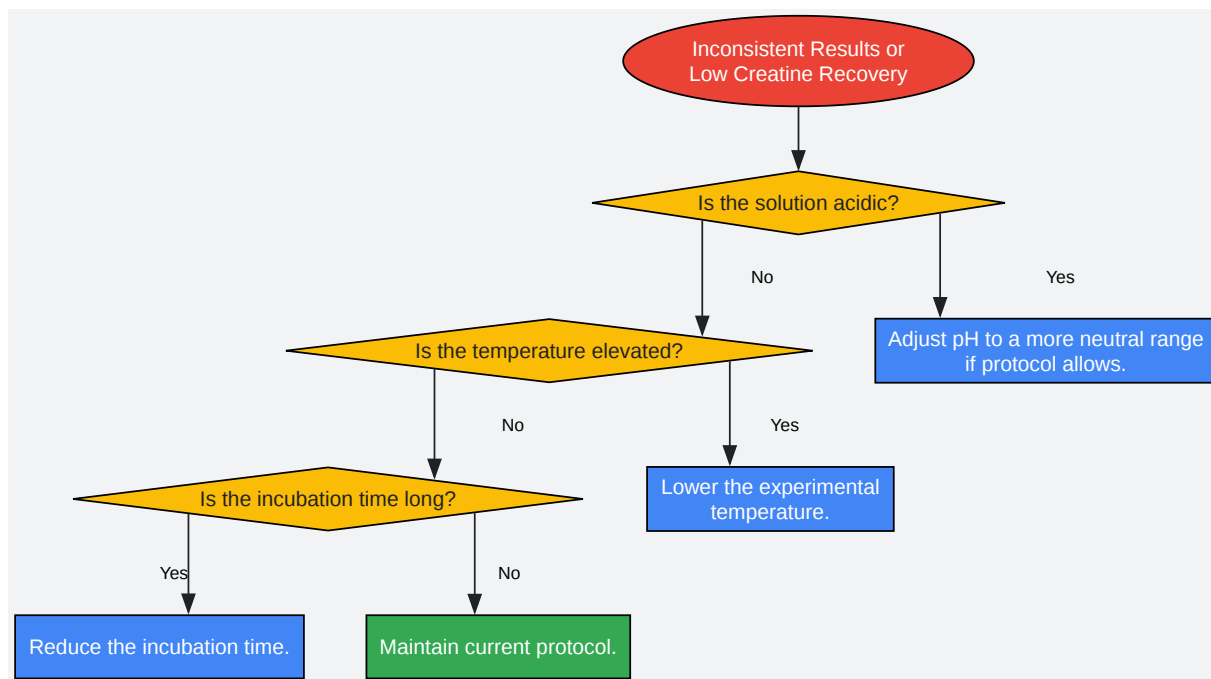 Inconsistent Results or
Low Creatine Recovery
Is the solution acidic?
No
Yes
Is the temperature elevated?
Adjust pH to a more neutral range
if protocol allows.
No
Yes
Is the incubation time long?
Lower the experimental
temperature.
Yes
No
Reduce the incubation time.
Maintain current protocol.